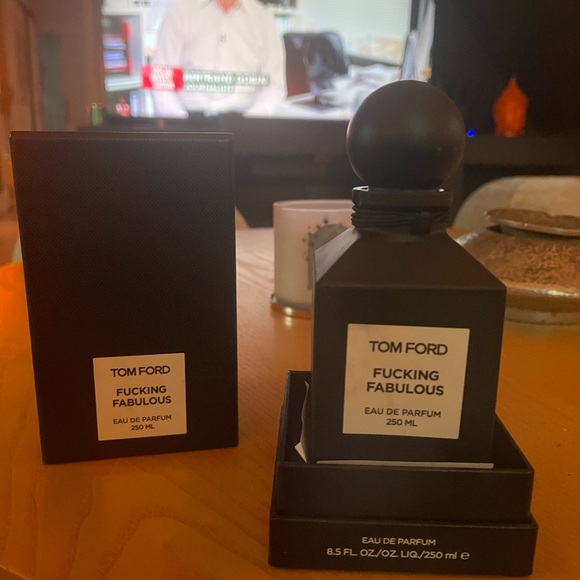 TOM FORD
FUCKING
FABULOUS
EAU DE PARFUM
250 ML
TOM FORD
FUCKING
FABULOUS
EAU DE PARFUM
250 ML
EAU DE PARFUM
8.5 FL. OZ./OZ. LIQ./250 ml ℮